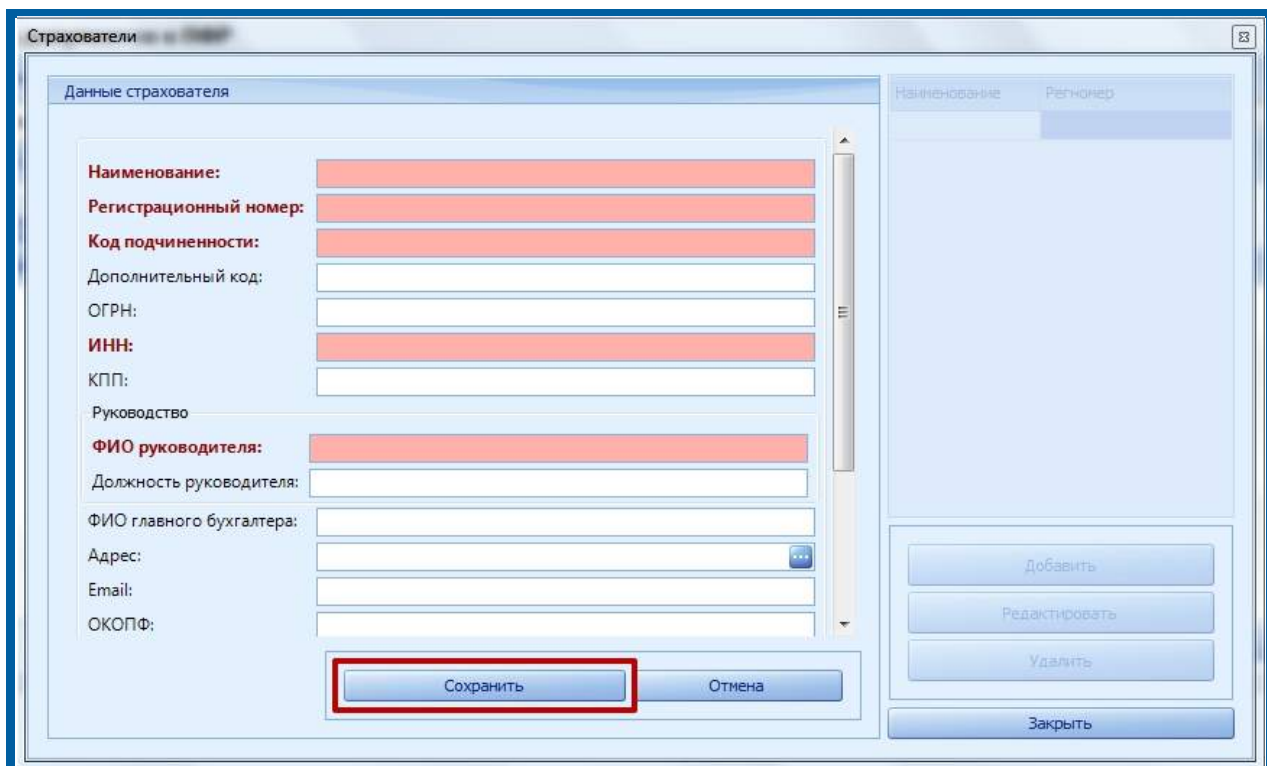 Страхователи
Данные страхователя
Наименование:
Регистрационный номер:
Код подчиненности:
Дополнительный код:
ОГРН:
ИНН:
КПП:
Руководство
ФИО руководителя:
Должность руководителя:
ФИО главного бухгалтера:
Адрес:
Email:
ОКОПФ:
Сохранить Отмена
Наименование Регномер
Добавить
Редактировать
Удалить
Закрыть